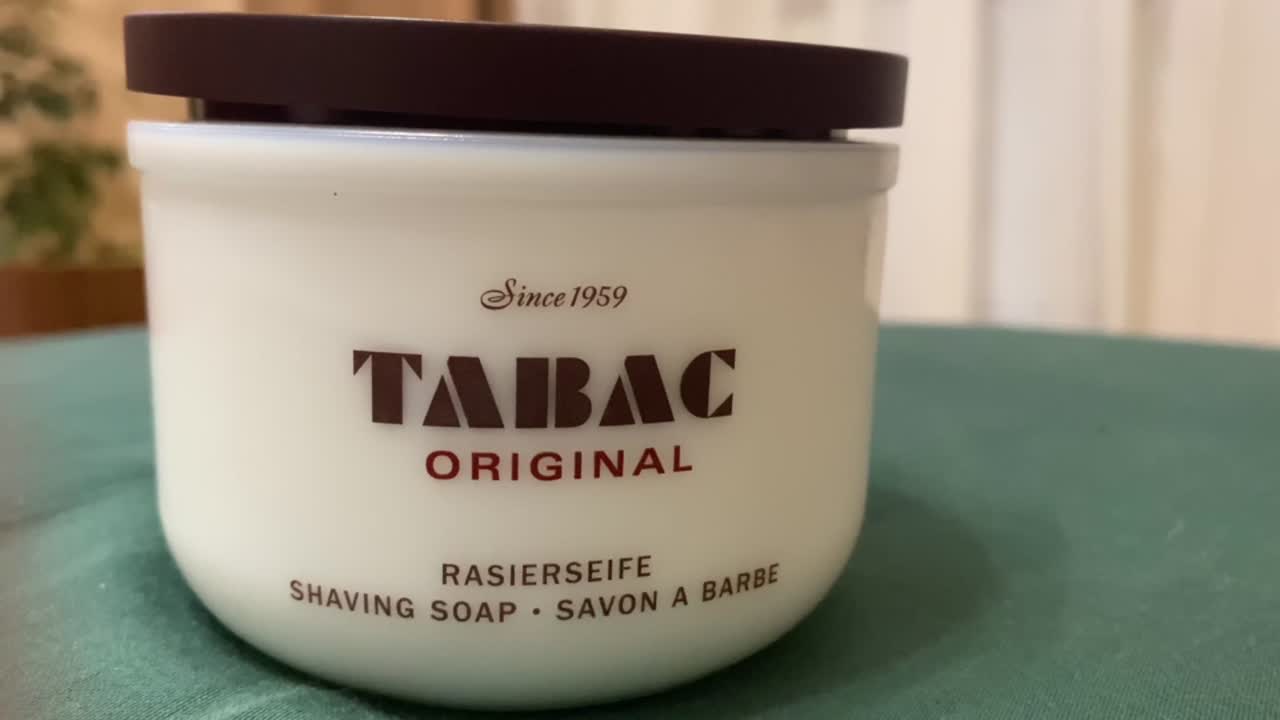 Since 1959
TABAC
ORIGINAL
RASIERSEIFE
SHAVING SOAP · SAVON A BARBE